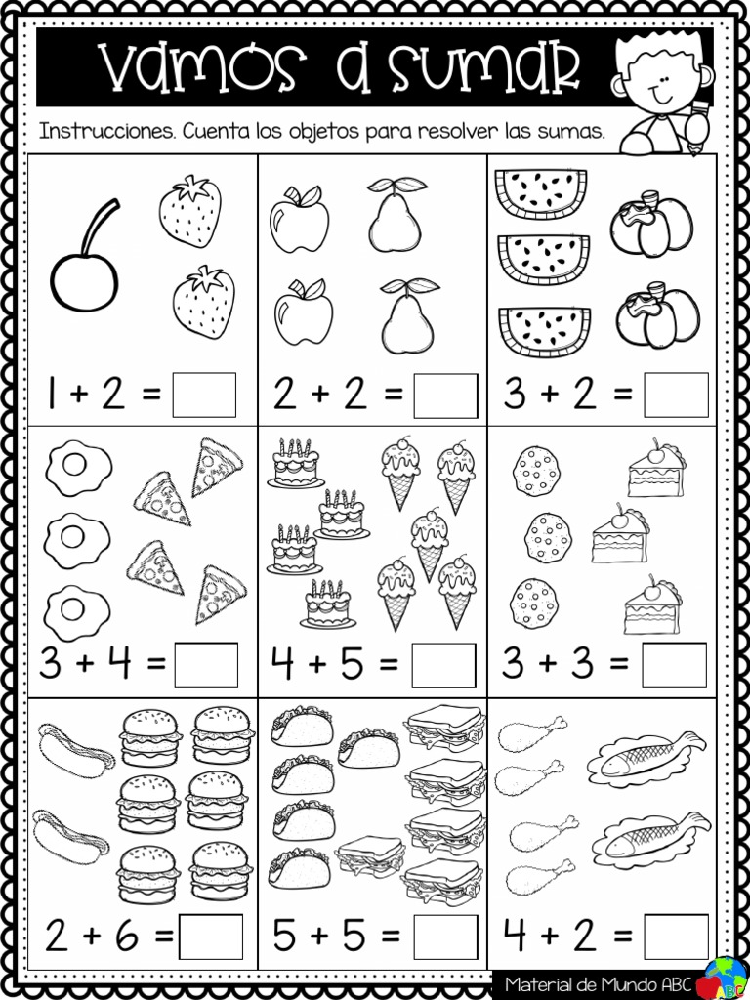 Vamos a sumar
Instrucciones. Cuenta los objetos para resolver las sumas.
1 + 2 =
2 + 2 =
3 + 2 =
3 + 4 =
4 + 5 =
3 + 3 =
2 + 6 =
5 + 5 =
4 + 2 =
Material de Mundo ABC
ABC